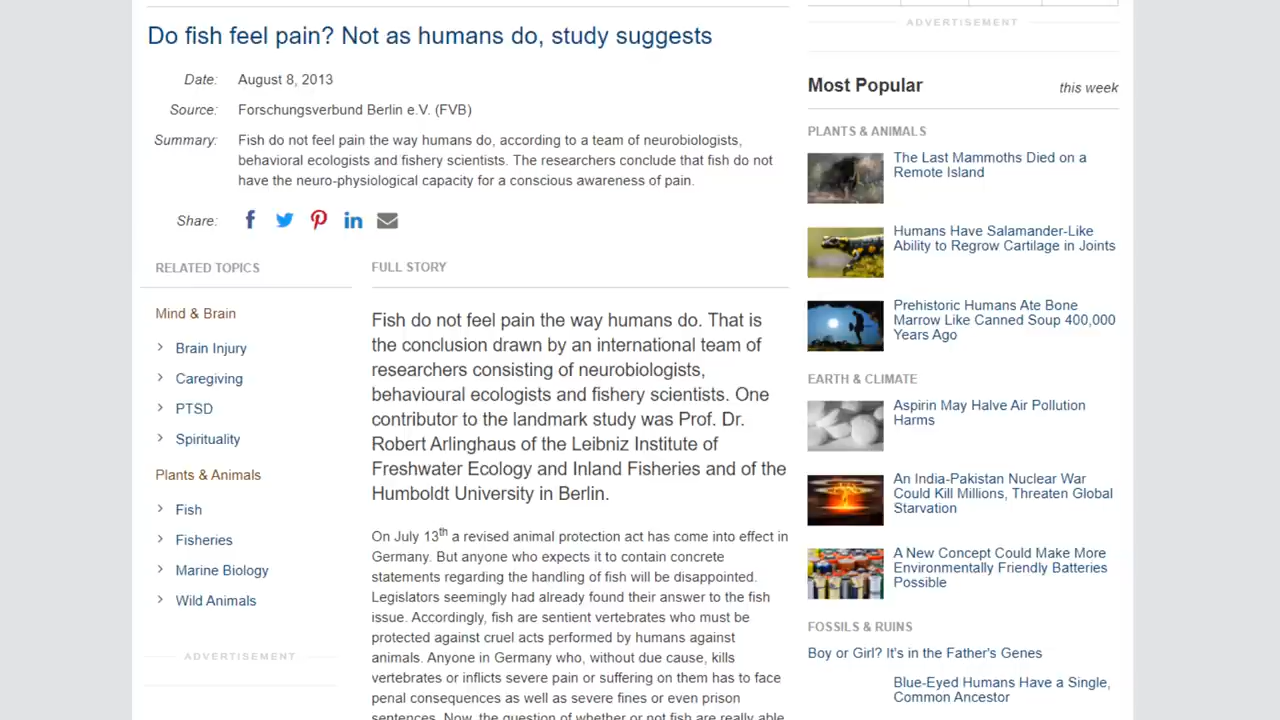 Do fish feel pain? Not as humans do, study suggests
Date: August 8, 2013
Source: Forschungsverbund Berlin e.V. (FVB)
Summary: Fish do not feel pain the way humans do, according to a team of neurobiologists,
behavioral ecologists and fishery scientists. The researchers conclude that fish do not
have the neuro-physiological capacity for a conscious awareness of pain.
Share:
RELATED TOPICS
Mind & Brain
Brain Injury
Caregiving
PTSD
Spirituality
Plants & Animals
Fish
Fisheries
Marine Biology
Wild Animals
ADVERTISEMENT
FULL STORY
Fish do not feel pain the way humans do. That is
the conclusion drawn by an international team of
researchers consisting of neurobiologists,
behavioural ecologists and fishery scientists. One
contributor to the landmark study was Prof. Dr.
Robert Arlinghaus of the Leibniz Institute of
Freshwater Ecology and Inland Fisheries and of the
Humboldt University in Berlin.
On July 13th a revised animal protection act has come into effect in
Germany. But anyone who expects it to contain concrete
statements regarding the handling of fish will be disappointed.
Legislators seemingly had already found their answer to the fish
issue. Accordingly, fish are sentient vertebrates who must be
protected against cruel acts performed by humans against
animals. Anyone in Germany who, without due cause, kills
vertebrates or inflicts severe pain or suffering on them has to face
penal consequences as well as severe fines or even prison
sentences. Now, the question of whether or not fish are really able
ADVERTISEMENT
Most Popular
this week
PLANTS & ANIMALS
The Last Mammoths Died on a
Remote Island
Humans Have Salamander-Like
Ability to Regrow Cartilage in Joints
Prehistoric Humans Ate Bone
Marrow Like Canned Soup 400,000
Years Ago
EARTH & CLIMATE
Aspirin May Halve Air Pollution
Harms
An India-Pakistan Nuclear War
Could Kill Millions, Threaten Global
Starvation
A New Concept Could Make More
Environmentally Friendly Batteries
Possible
FOSSILS & RUINS
Boy or Girl? It's in the Father's Genes
Blue-Eyed Humans Have a Single,
Common Ancestor